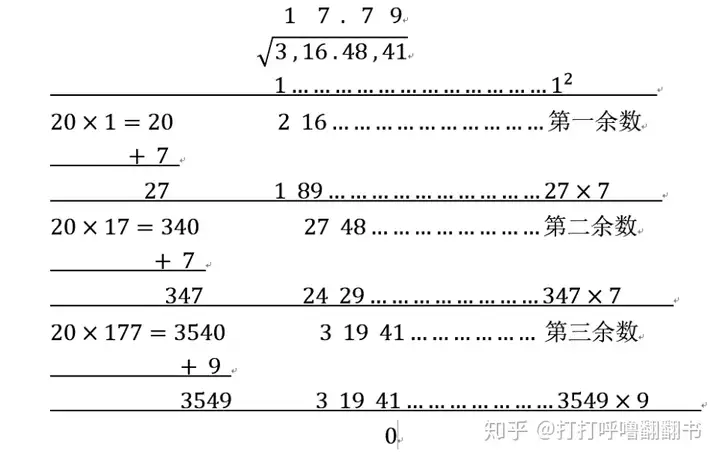 1 7 . 7 9
√3,16.48,41
1 ………………………………… 1²
20 × 1 = 20 2 16 ………………………… 第一余数
+ 7
27 1 89 ………………………… 27 × 7
20 × 17 = 340 27 48 …………………… 第二余数
+ 7
347 24 29 …………………… 347 × 7
20 × 177 = 3540 3 19 41 ……………… 第三余数
+ 9
3549 3 19 41 ………………… 3549 × 9
0
知乎 @打打呼噜翻翻书